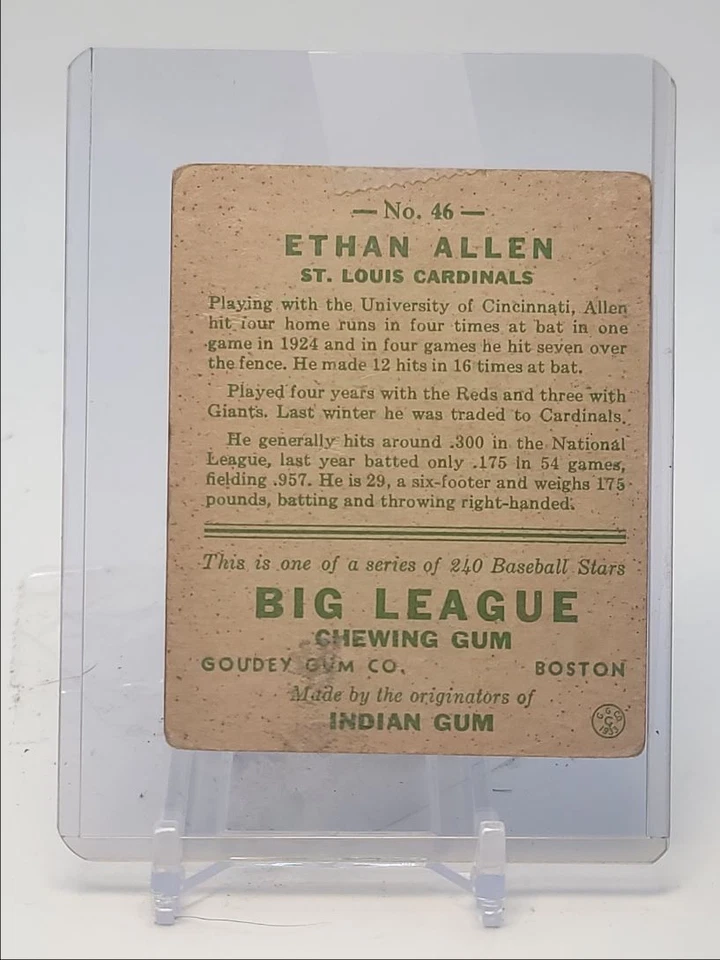 — No. 46 —
ETHAN ALLEN
ST. LOUIS CARDINALS
Playing with the University of Cincinnati, Allen
hit four home runs in four times at bat in one
game in 1924 and in four games he hit seven over
the fence. He made 12 hits in 16 times at bat.
Played four years with the Reds and three with
Giants. Last winter he was traded to Cardinals.
He generally hits around .300 in the National
League, last year batted only .175 in 54 games,
fielding .957. He is 29, a six-footer and weighs 175
pounds, batting and throwing right-handed.
This is one of a series of 240 Baseball Stars
BIG LEAGUE
CHEWING GUM
GOUDEY GUM CO. BOSTON
Made by the originators of
INDIAN GUM
G. G. CO.
C
1933